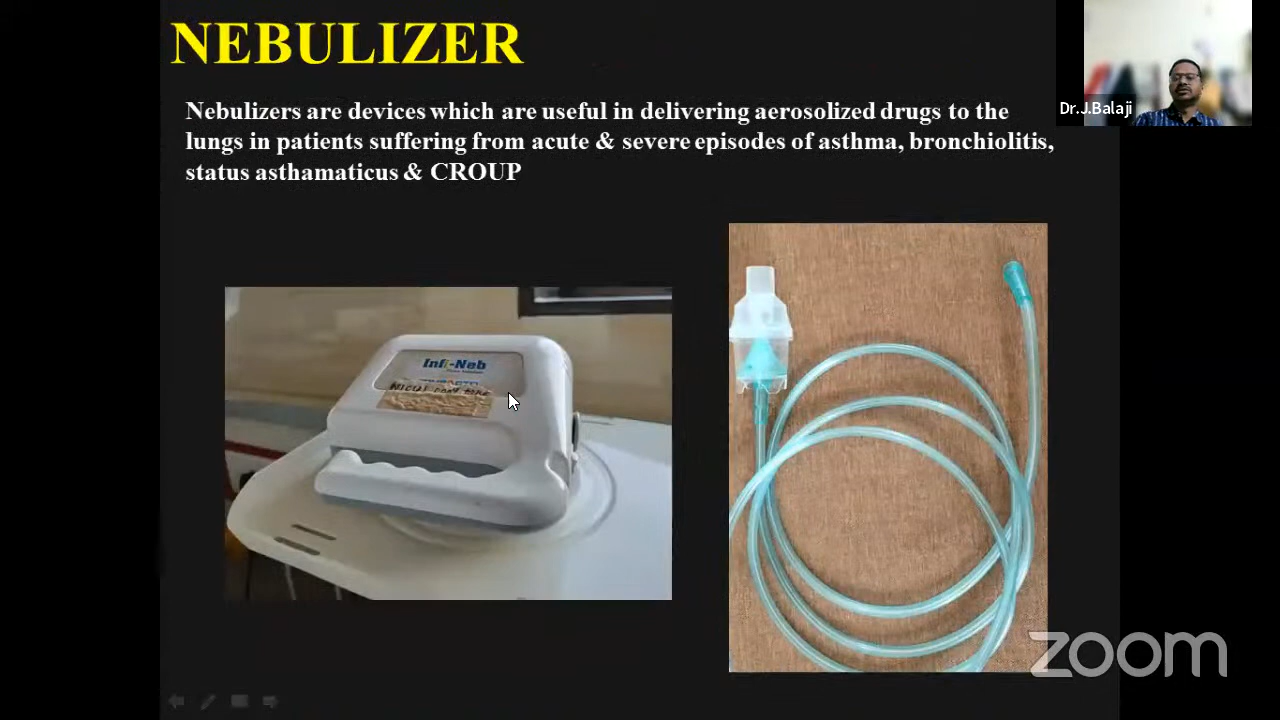 NEBULIZER
Nebulizers are devices which are useful in delivering aerosolized drugs to the
lungs in patients suffering from acute & severe episodes of asthma, bronchiolitis,
status asthamaticus & CROUP
Dr.J.Balaji
Infi-Neb
zoom